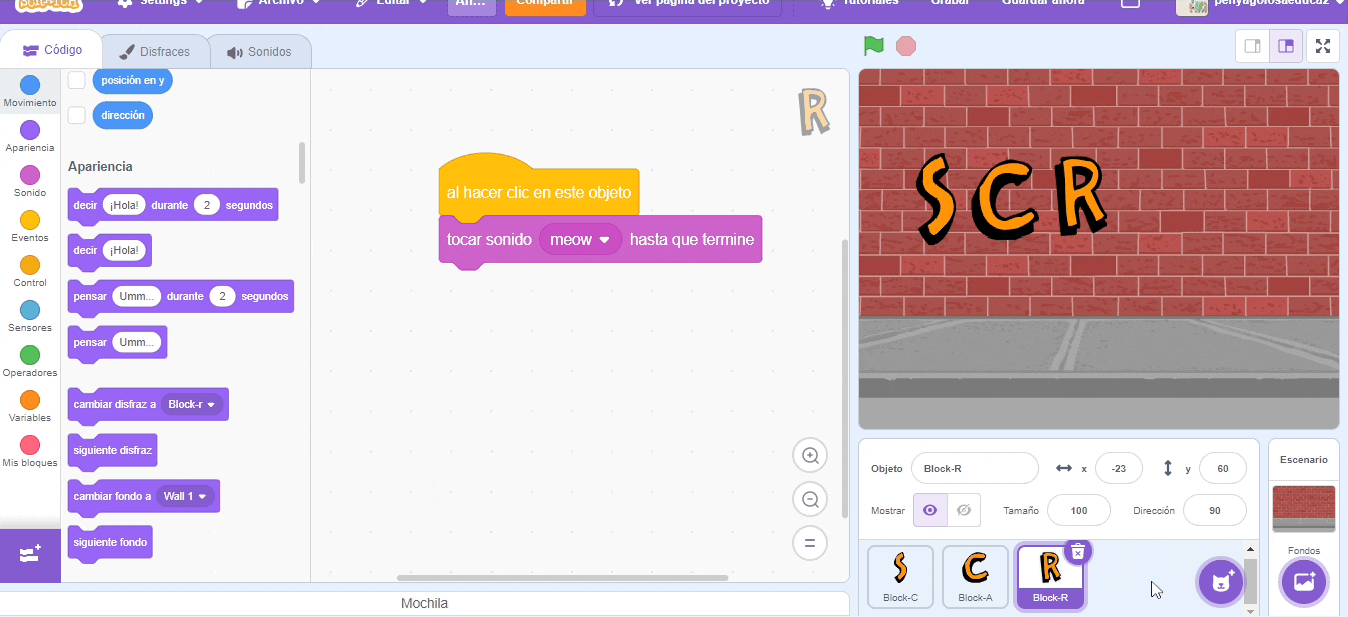 SCRATCH
Settings
Archivo
Editar
An...
Compartir
Ver página del proyecto
Tutoriales
Grabar
Guardar ahora
penyagolosaeducaz
Código
Disfraces
Sonidos
Movimiento
Apariencia
Sonido
Eventos
Control
Sensores
Operadores
Variables
Mis bloques
posición en y
dirección
Apariencia
decir ¡Hola! durante 2 segundos
decir ¡Hola!
pensar Umm... durante 2 segundos
pensar Umm...
cambiar disfraz a Block-r
siguiente disfraz
cambiar fondo a Wall 1
siguiente fondo
R
al hacer clic en este objeto
tocar sonido meow hasta que termine
Mochila
S C R
Objeto Block-R x -23 y 60
Mostrar Tamaño 100 Dirección 90
S C R
Block-C Block-A Block-R
Escenario
Fondos